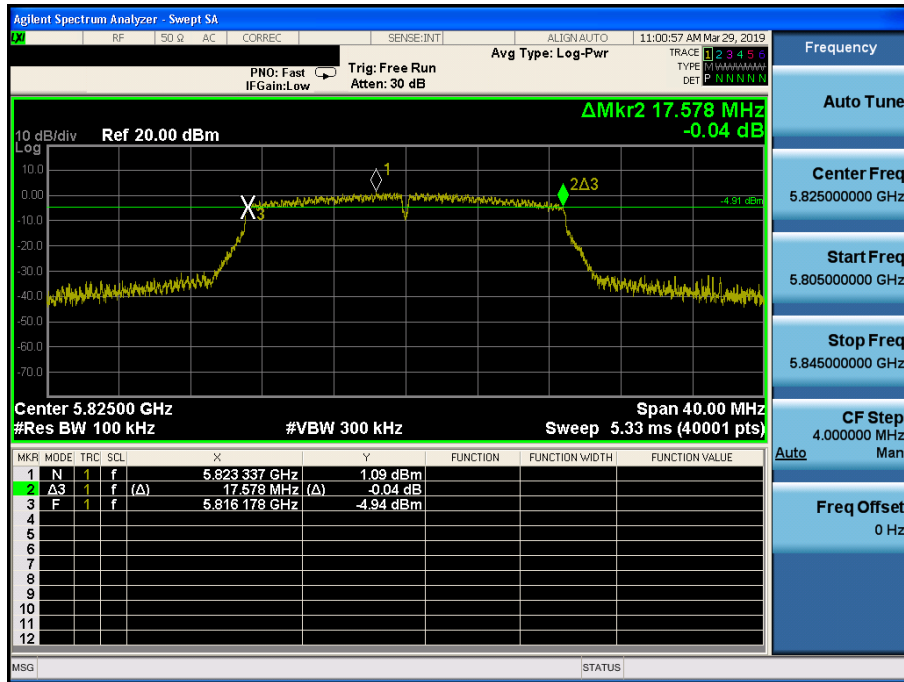 Agilent Spectrum Analyzer - Swept SA
LXI RF 50 Ω AC CORREC SENSE:INT ALIGNAUTO 11:00:57 AM Mar 29, 2019
Frequency
Avg Type: Log-Pwr
TRACE 1 2 3 4 5 6
PNO: Fast Trig: Free Run
TYPE MWWWWW
IFGain:Low Atten: 30 dB
DET P N N N N N
Auto Tune
ΔMkr2 17.578 MHz
10 dB/div Ref 20.00 dBm -0.04 dB
Log
10.0
0.00
-10.0
-20.0
-30.0
-40.0
-50.0
-60.0
-70.0
1
2Δ3
3
-4.91 dBm
Center 5.82500 GHz Span 40.00 MHz
#Res BW 100 kHz #VBW 300 kHz Sweep 5.33 ms (40001 pts)
Center Freq
5.825000000 GHz
Start Freq
5.805000000 GHz
Stop Freq
5.845000000 GHz
CF Step
4.000000 MHz
Auto Man
Freq Offset
0 Hz
MKR MODE TRC SCL X Y FUNCTION FUNCTION WIDTH FUNCTION VALUE
1 N 1 f 5.823 337 GHz 1.09 dBm
2 Δ3 1 f (Δ) 17.578 MHz (Δ) -0.04 dB
3 F 1 f 5.816 178 GHz -4.94 dBm
4
5
6
7
8
9
10
11
12
MSG STATUS